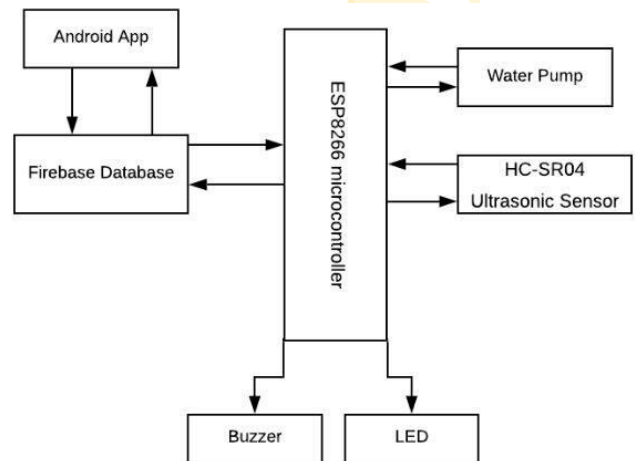 Android App
Water Pump
Firebase Database
ESP8266 microcontroller
HC-SR04
Ultrasonic Sensor
Buzzer
LED